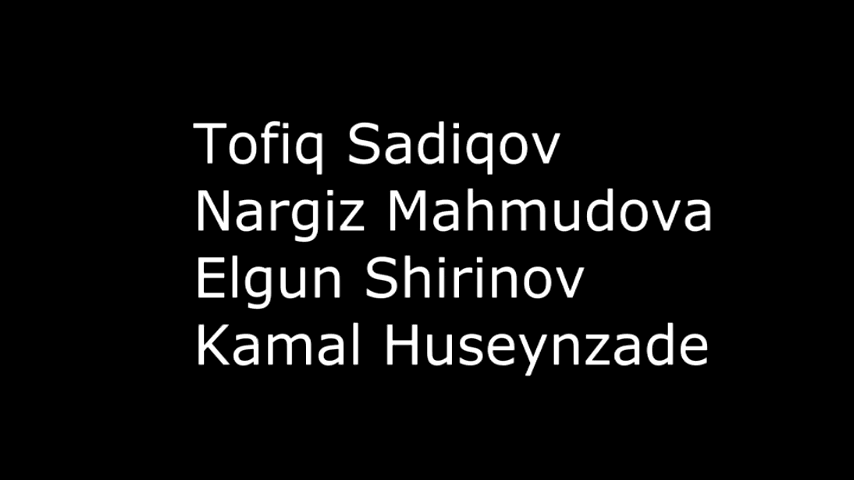 Tofiq Sadiqov
Nargiz Mahmudova
Elgun Shirinov
Kamal Huseynzade